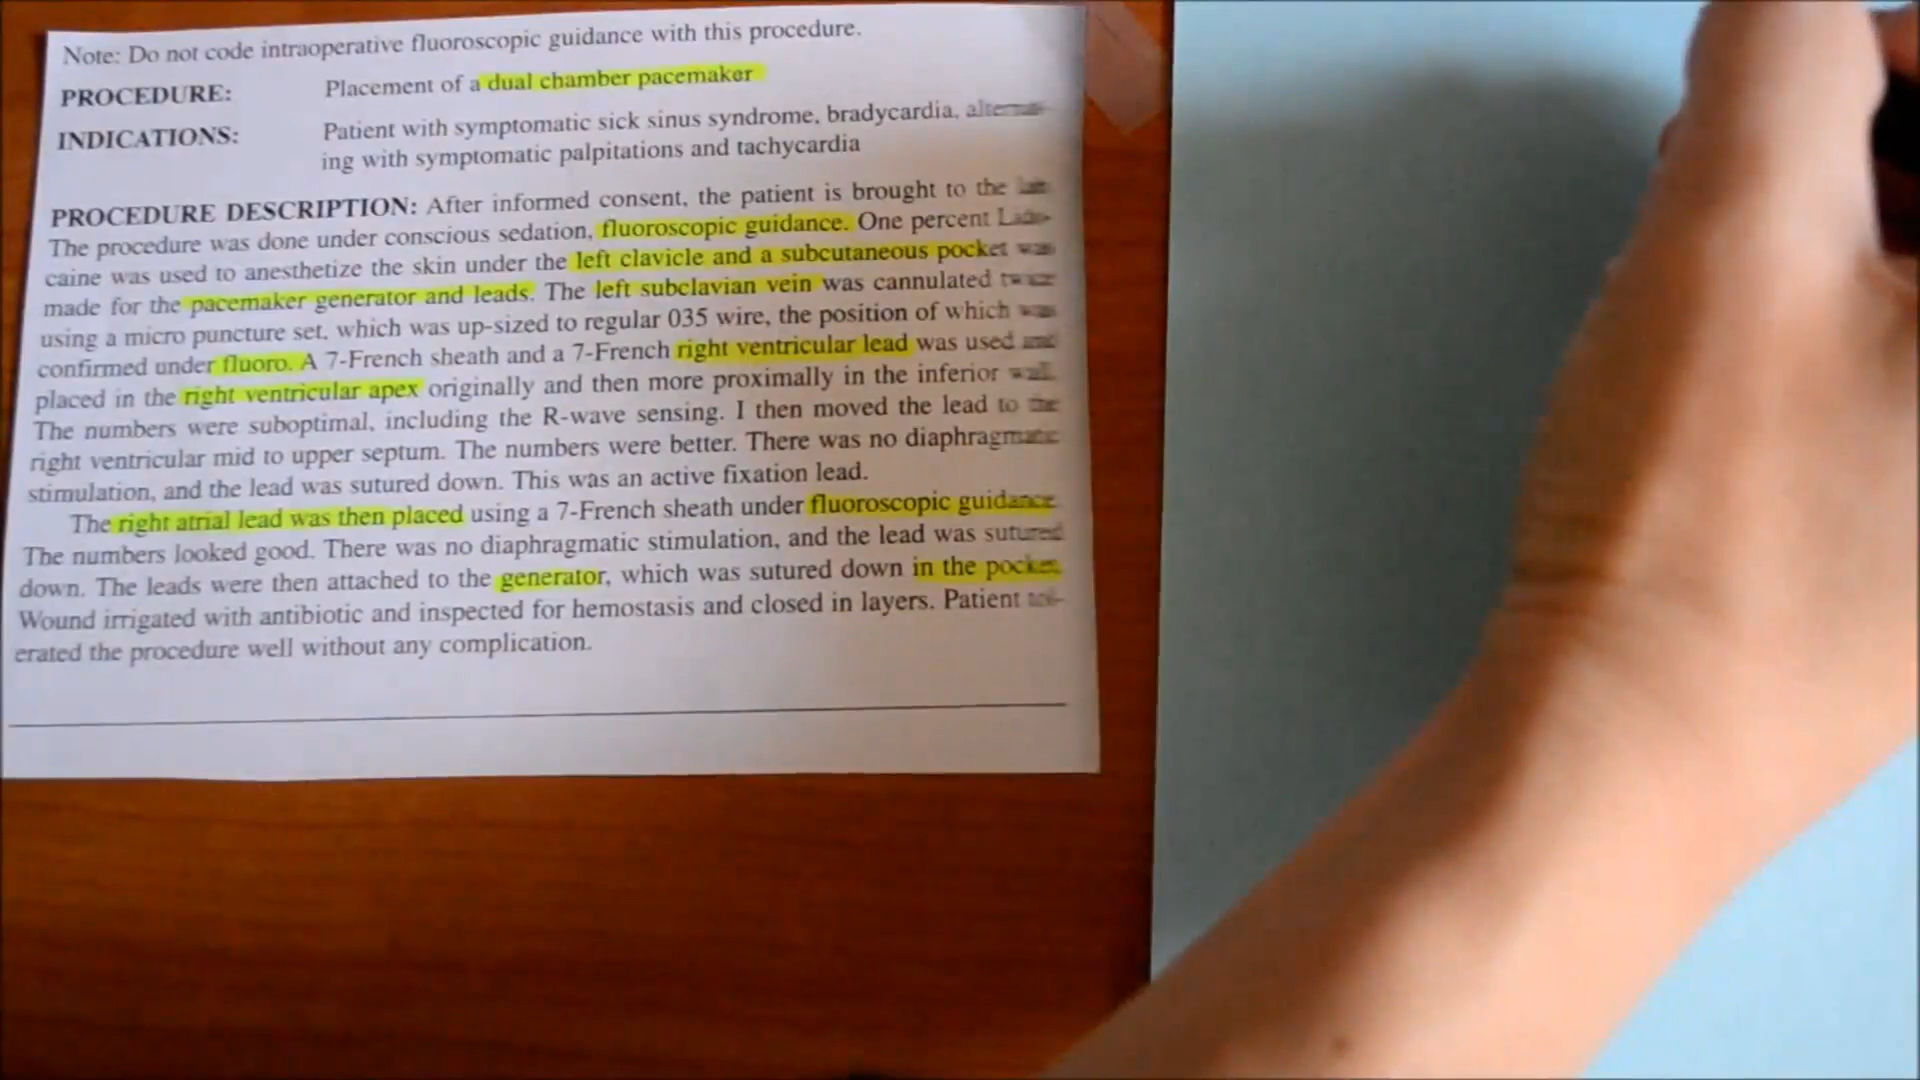 Note: Do not code intraoperative fluoroscopic guidance with this procedure.
PROCEDURE: Placement of a dual chamber pacemaker
INDICATIONS: Patient with symptomatic sick sinus syndrome, bradycardia,
ing with symptomatic palpitations and tachycardia
PROCEDURE DESCRIPTION: After informed consent, the patient is brought to the
The procedure was done under conscious sedation, fluoroscopic guidance. One percent
caine was used to anesthetize the skin under the left clavicle and a subcutaneous pocket was
made for the pacemaker generator and leads. The left subclavian vein was cannulated
using a micro puncture set, which was up-sized to regular 035 wire, the position of which was
confirmed under fluoro. A 7-French sheath and a 7-French right ventricular lead was used and
placed in the right ventricular apex originally and then more proximally in the inferior
The numbers were suboptimal, including the R-wave sensing. I then moved the lead to the
right ventricular mid to upper septum. The numbers were better. There was no diaphragmatic
stimulation, and the lead was sutured down. This was an active fixation lead.
The right atrial lead was then placed using a 7-French sheath under fluoroscopic guidance
The numbers looked good. There was no diaphragmatic stimulation, and the lead was sutured
down. The leads were then attached to the generator, which was sutured down in the pocket.
Wound irrigated with antibiotic and inspected for hemostasis and closed in layers. Patient
erated the procedure well without any complication.